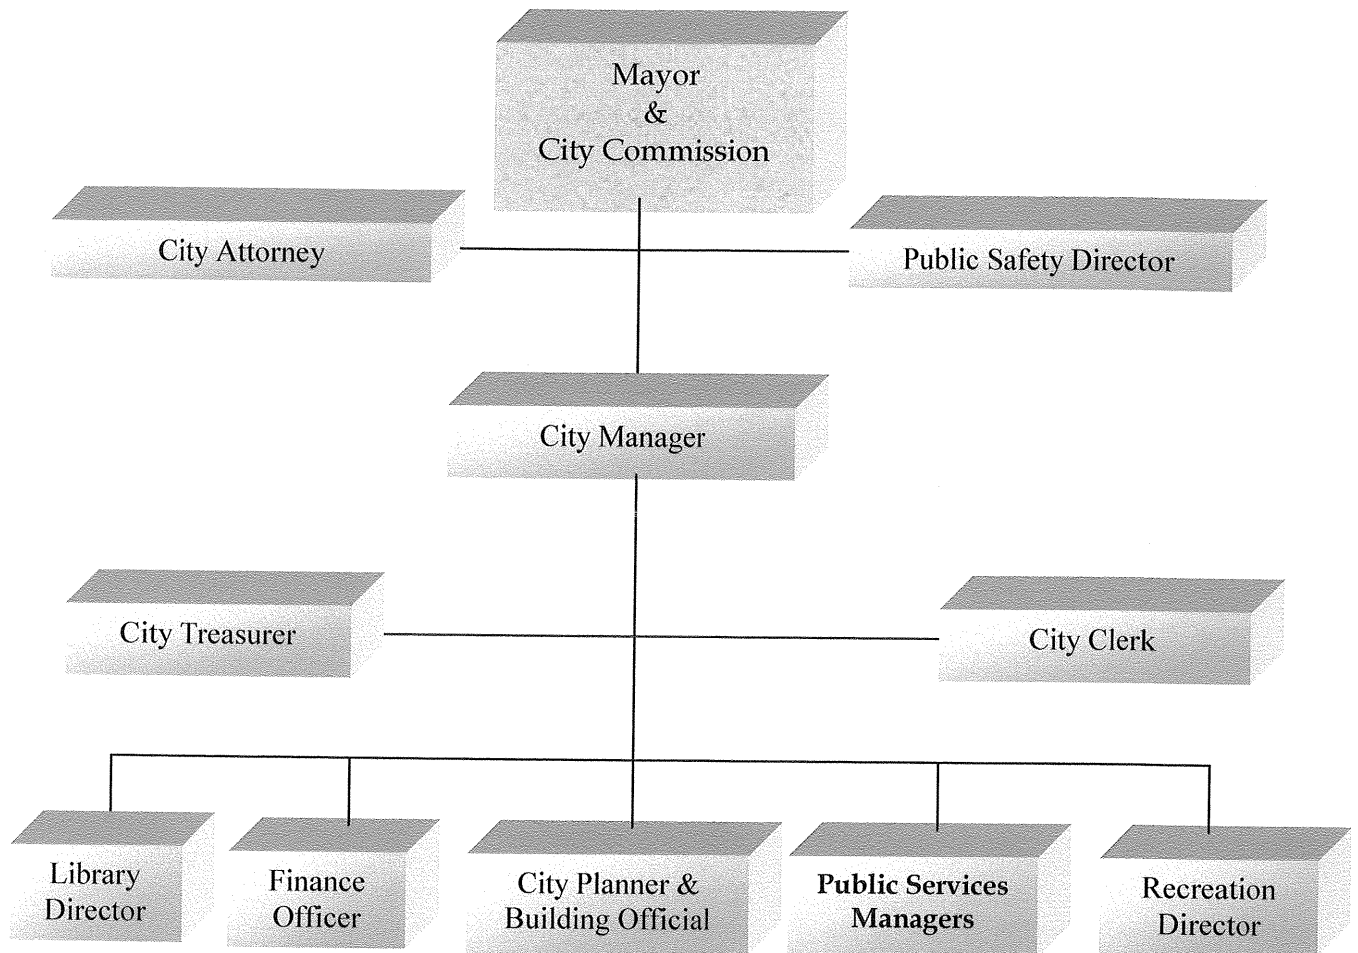 Mayor
&
City Commission
City Attorney
Public Safety Director
City Manager
City Treasurer
City Clerk
Library
Director
Finance
Officer
City Planner &
Building Official
Public Services
Managers
Recreation
Director